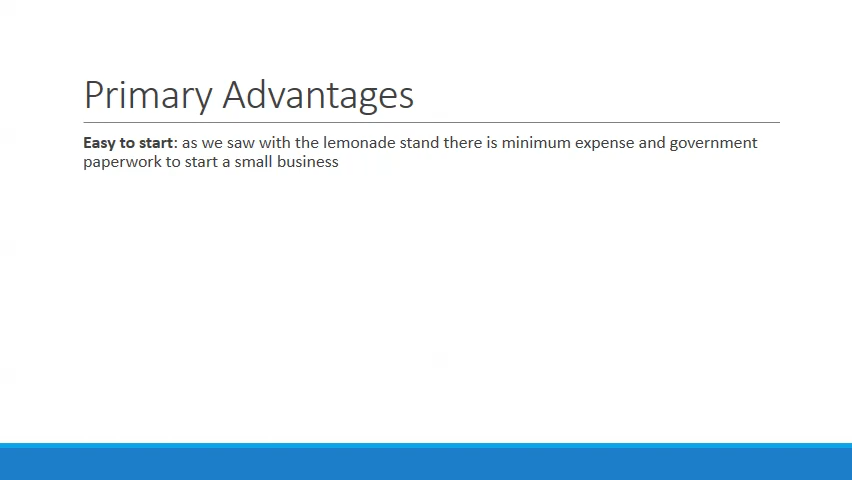 Primary Advantages
Easy to start: as we saw with the lemonade stand there is minimum expense and government
paperwork to start a small business